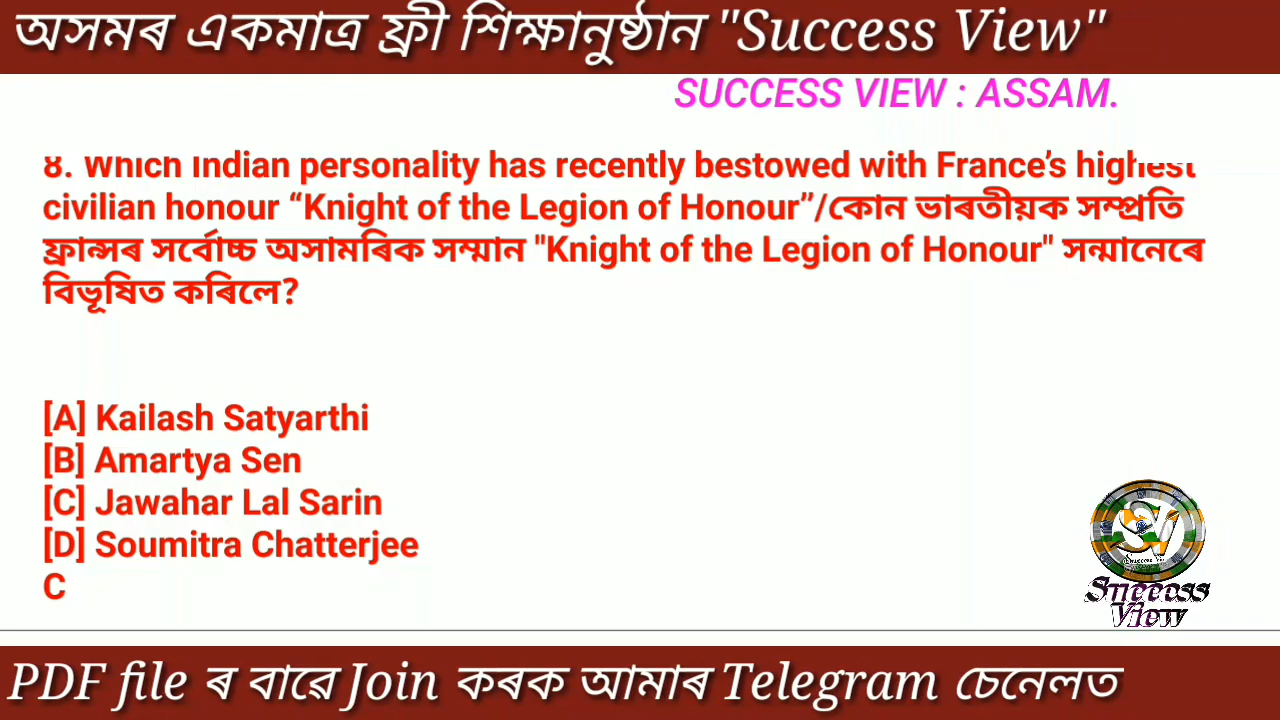 অসমৰ একমাত্ৰ ফ্ৰী শিক্ষানুষ্ঠান "Success View"
SUCCESS VIEW : ASSAM.
8. Which Indian personality has recently bestowed with France’s highest
civilian honour “Knight of the Legion of Honour”/কোন ভাৰতীয়ক সম্প্ৰতি
ফ্ৰান্সৰ সৰ্বোচ্চ অসামৰিক সম্মান "Knight of the Legion of Honour" সন্মানেৰে
বিভূষিত কৰিলে?
[A] Kailash Satyarthi
[B] Amartya Sen
[C] Jawahar Lal Sarin
[D] Soumitra Chatterjee
C
SV
Success View
Success
View
PDF file ৰ বাৱে Join কৰক আমাৰ Telegram চেনেলত